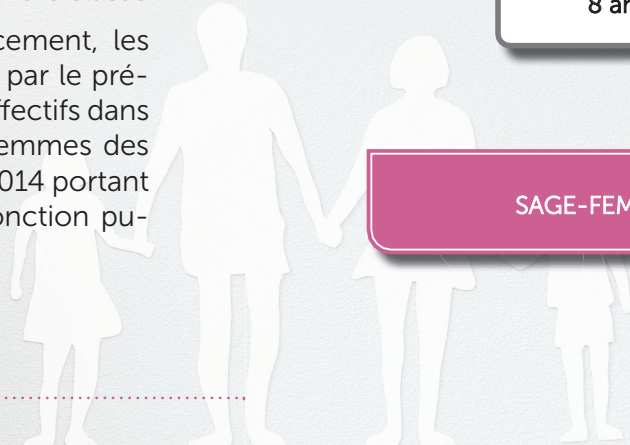 cement, les
par le pré-
ffectifs dans
emmes des
014 portant
onction pu-
8 ar
SAGE-FEM